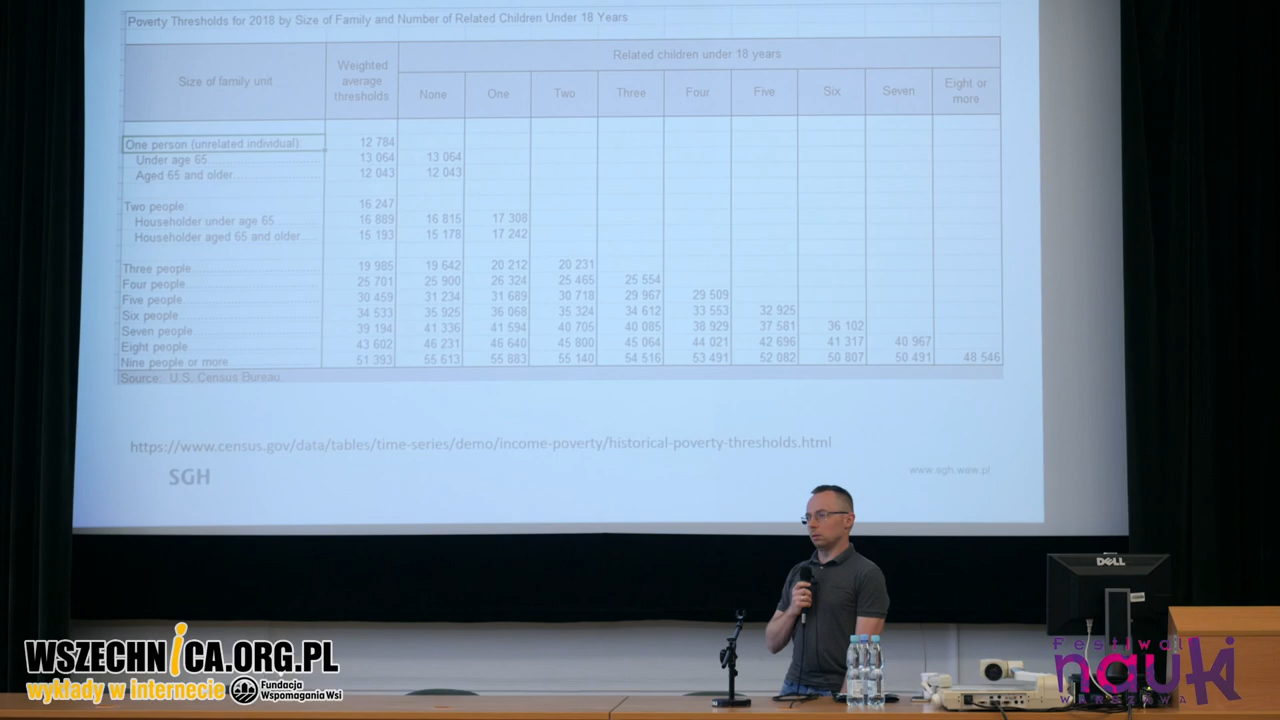 Poverty Thresholds for 2018 by Size of Family and Number of Related Children Under 18 Years
Size of family unit Weighted average thresholds Related children under 18 years
None One Two Three Four Five Six Seven Eight or more
One person (unrelated individual) 12 784
Under age 65 13 064 13 064
Aged 65 and older 12 043 12 043
Two people: 16 247
Householder under age 65 16 889 16 815 17 308
Householder aged 65 and older 15 193 15 178 17 242
Three people 19 985 19 642 20 212 20 231
Four people 25 701 25 900 26 324 25 465 25 554
Five people 30 459 31 234 31 689 30 718 29 967 29 509
Six people 34 533 35 925 36 068 35 324 34 612 33 553 32 925
Seven people 39 194 41 336 41 594 40 705 40 085 38 929 37 581 36 102
Eight people 43 602 46 231 46 640 45 800 45 064 44 021 42 696 41 317 40 967
Nine people or more 51 393 55 613 55 883 55 140 54 516 53 491 52 082 50 807 50 491 48 546
Source: U.S. Census Bureau.
https://www.census.gov/data/tables/time-series/demo/income-poverty/historical-poverty-thresholds.html
SGH
www.sgh.waw.pl
DELL
WSZECHNICA.ORG.PL
wykłady w internecie
Fundacja
Wspomagania Wsi
Festiwal
nauki
WARSZAWA